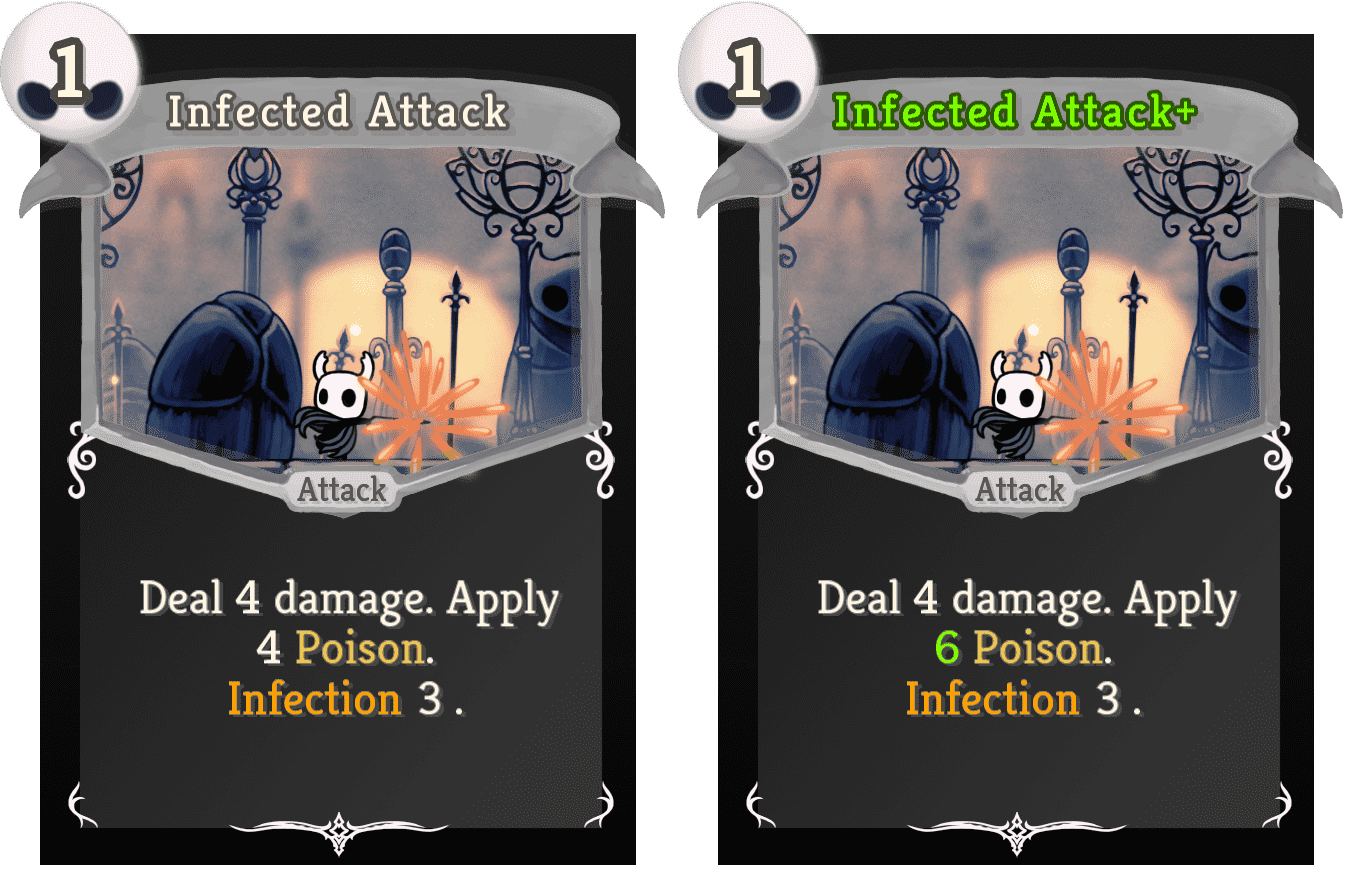 1
Infected Attack
Attack
Deal 4 damage. Apply
4 Poison.
Infection 3 .
1
Infected Attack+
Attack
Deal 4 damage. Apply
6 Poison.
Infection 3 .